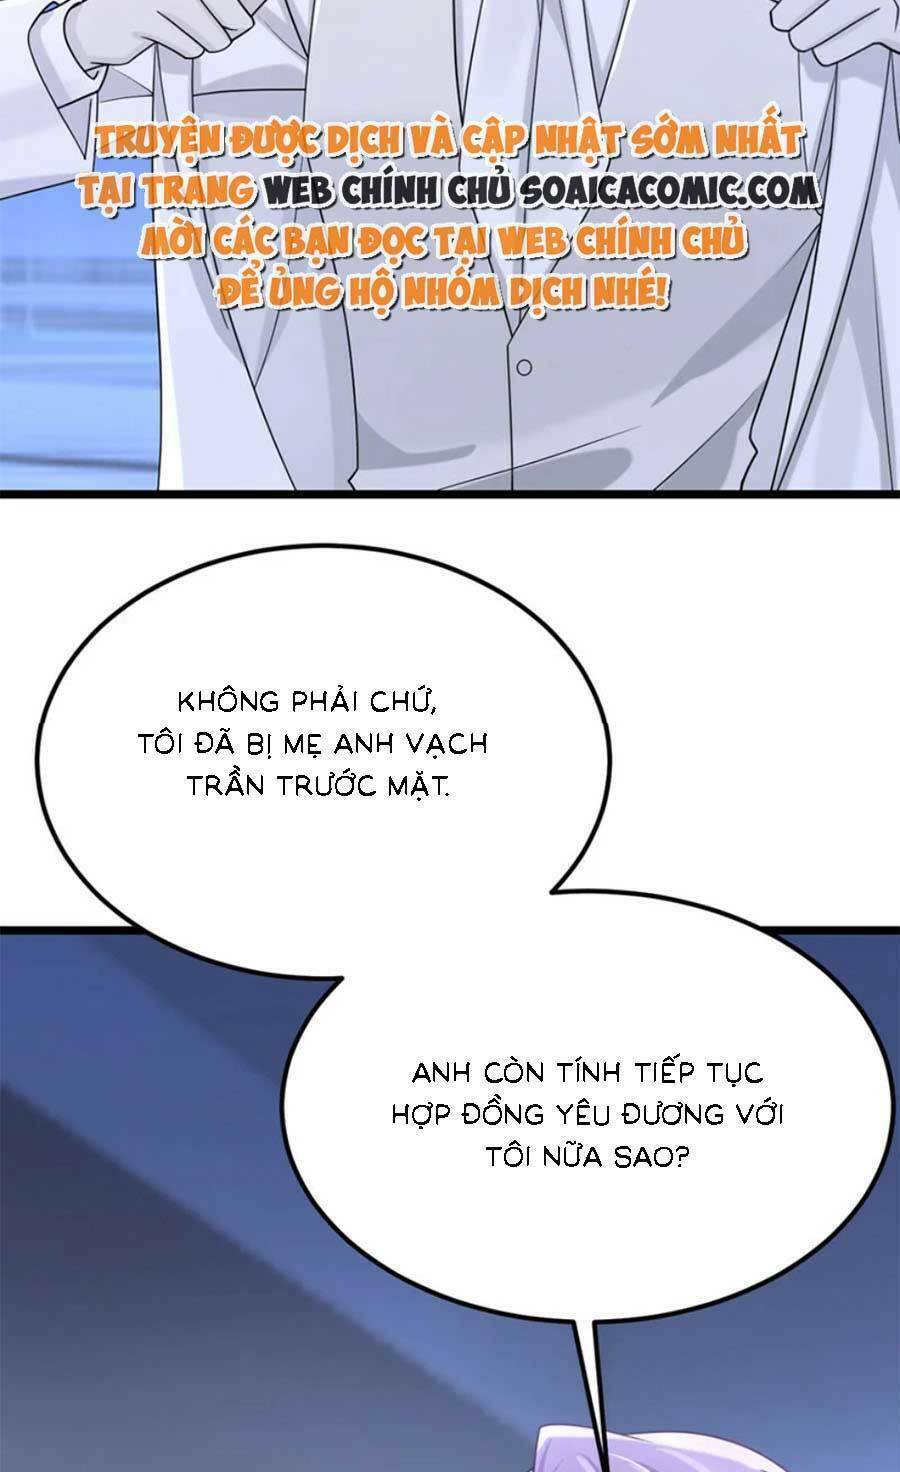 TRUYỆN ĐƯỢC DỊCH VÀ CẬP NHẬT SỚM NHẤT
TẠI TRANG WEB CHÍNH CHỦ SOAICACOMIC.COM
MỜI CÁC BẠN ĐỌC TẠI WEB CHÍNH CHỦ
ĐỂ ỦNG HỘ NHÓM DỊCH NHÉ!
KHÔNG PHẢI CHỨ,
TÔI ĐÃ BỊ MẸ ANH VẠCH
TRẦN TRƯỚC MẶT.
ANH CÒN TÍNH TIẾP TỤC
HỢP ĐỒNG YÊU ĐƯƠNG VỚI
TÔI NỮA SAO?